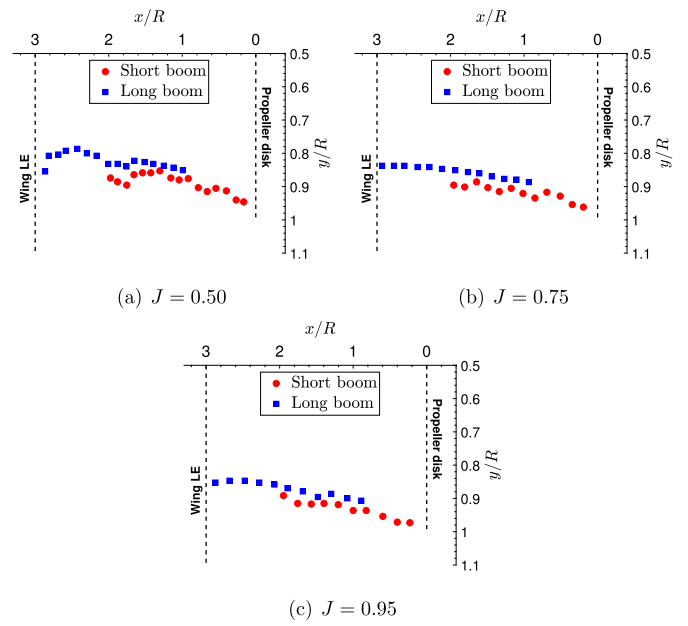 x/R
3 2 1 0
0.5
Short boom
Long boom
0.6
0.7
0.8
0.9
1
1.1
y/R
Wing LE
Propeller disk
(a) J = 0.50
x/R
3 2 1 0
0.5
Short boom
Long boom
0.6
0.7
0.8
0.9
1
1.1
y/R
Wing LE
Propeller disk
(b) J = 0.75
x/R
3 2 1 0
0.5
Short boom
Long boom
0.6
0.7
0.8
0.9
1
1.1
y/R
Wing LE
Propeller disk
(c) J = 0.95